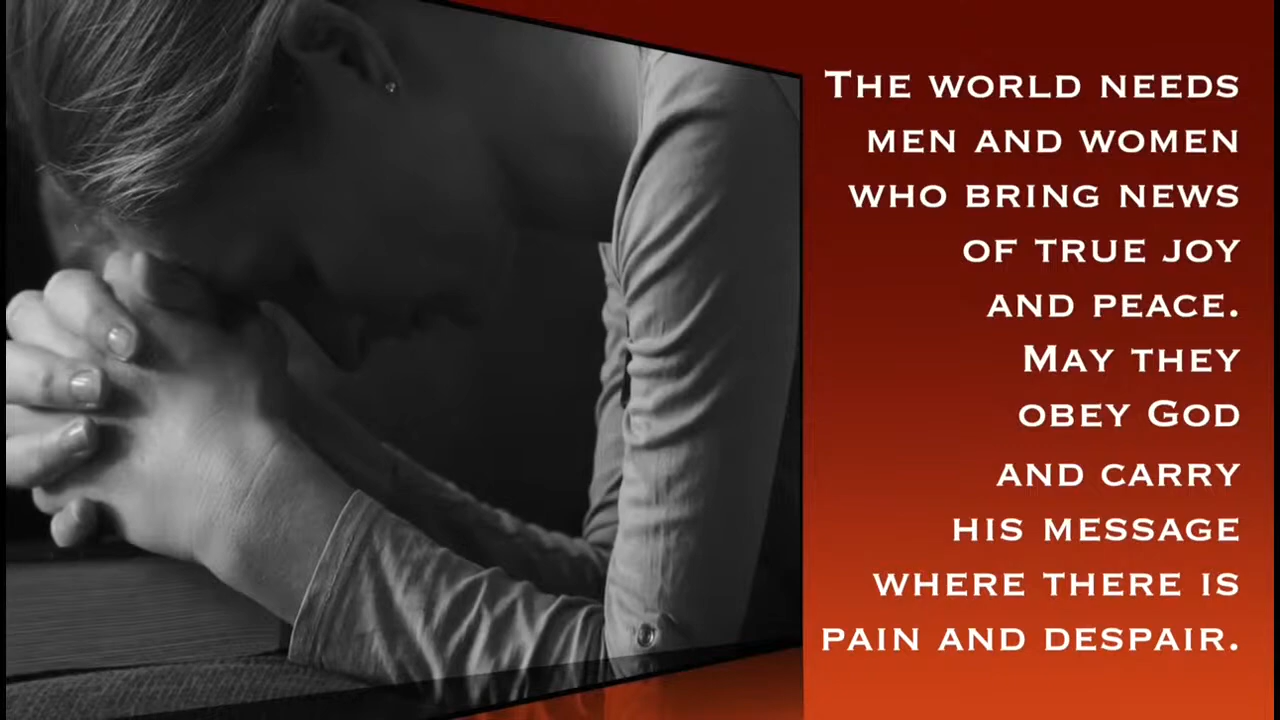 The world needs
men and women
who bring news
of true joy
and peace.
May they
obey God
and carry
his message
where there is
pain and despair.